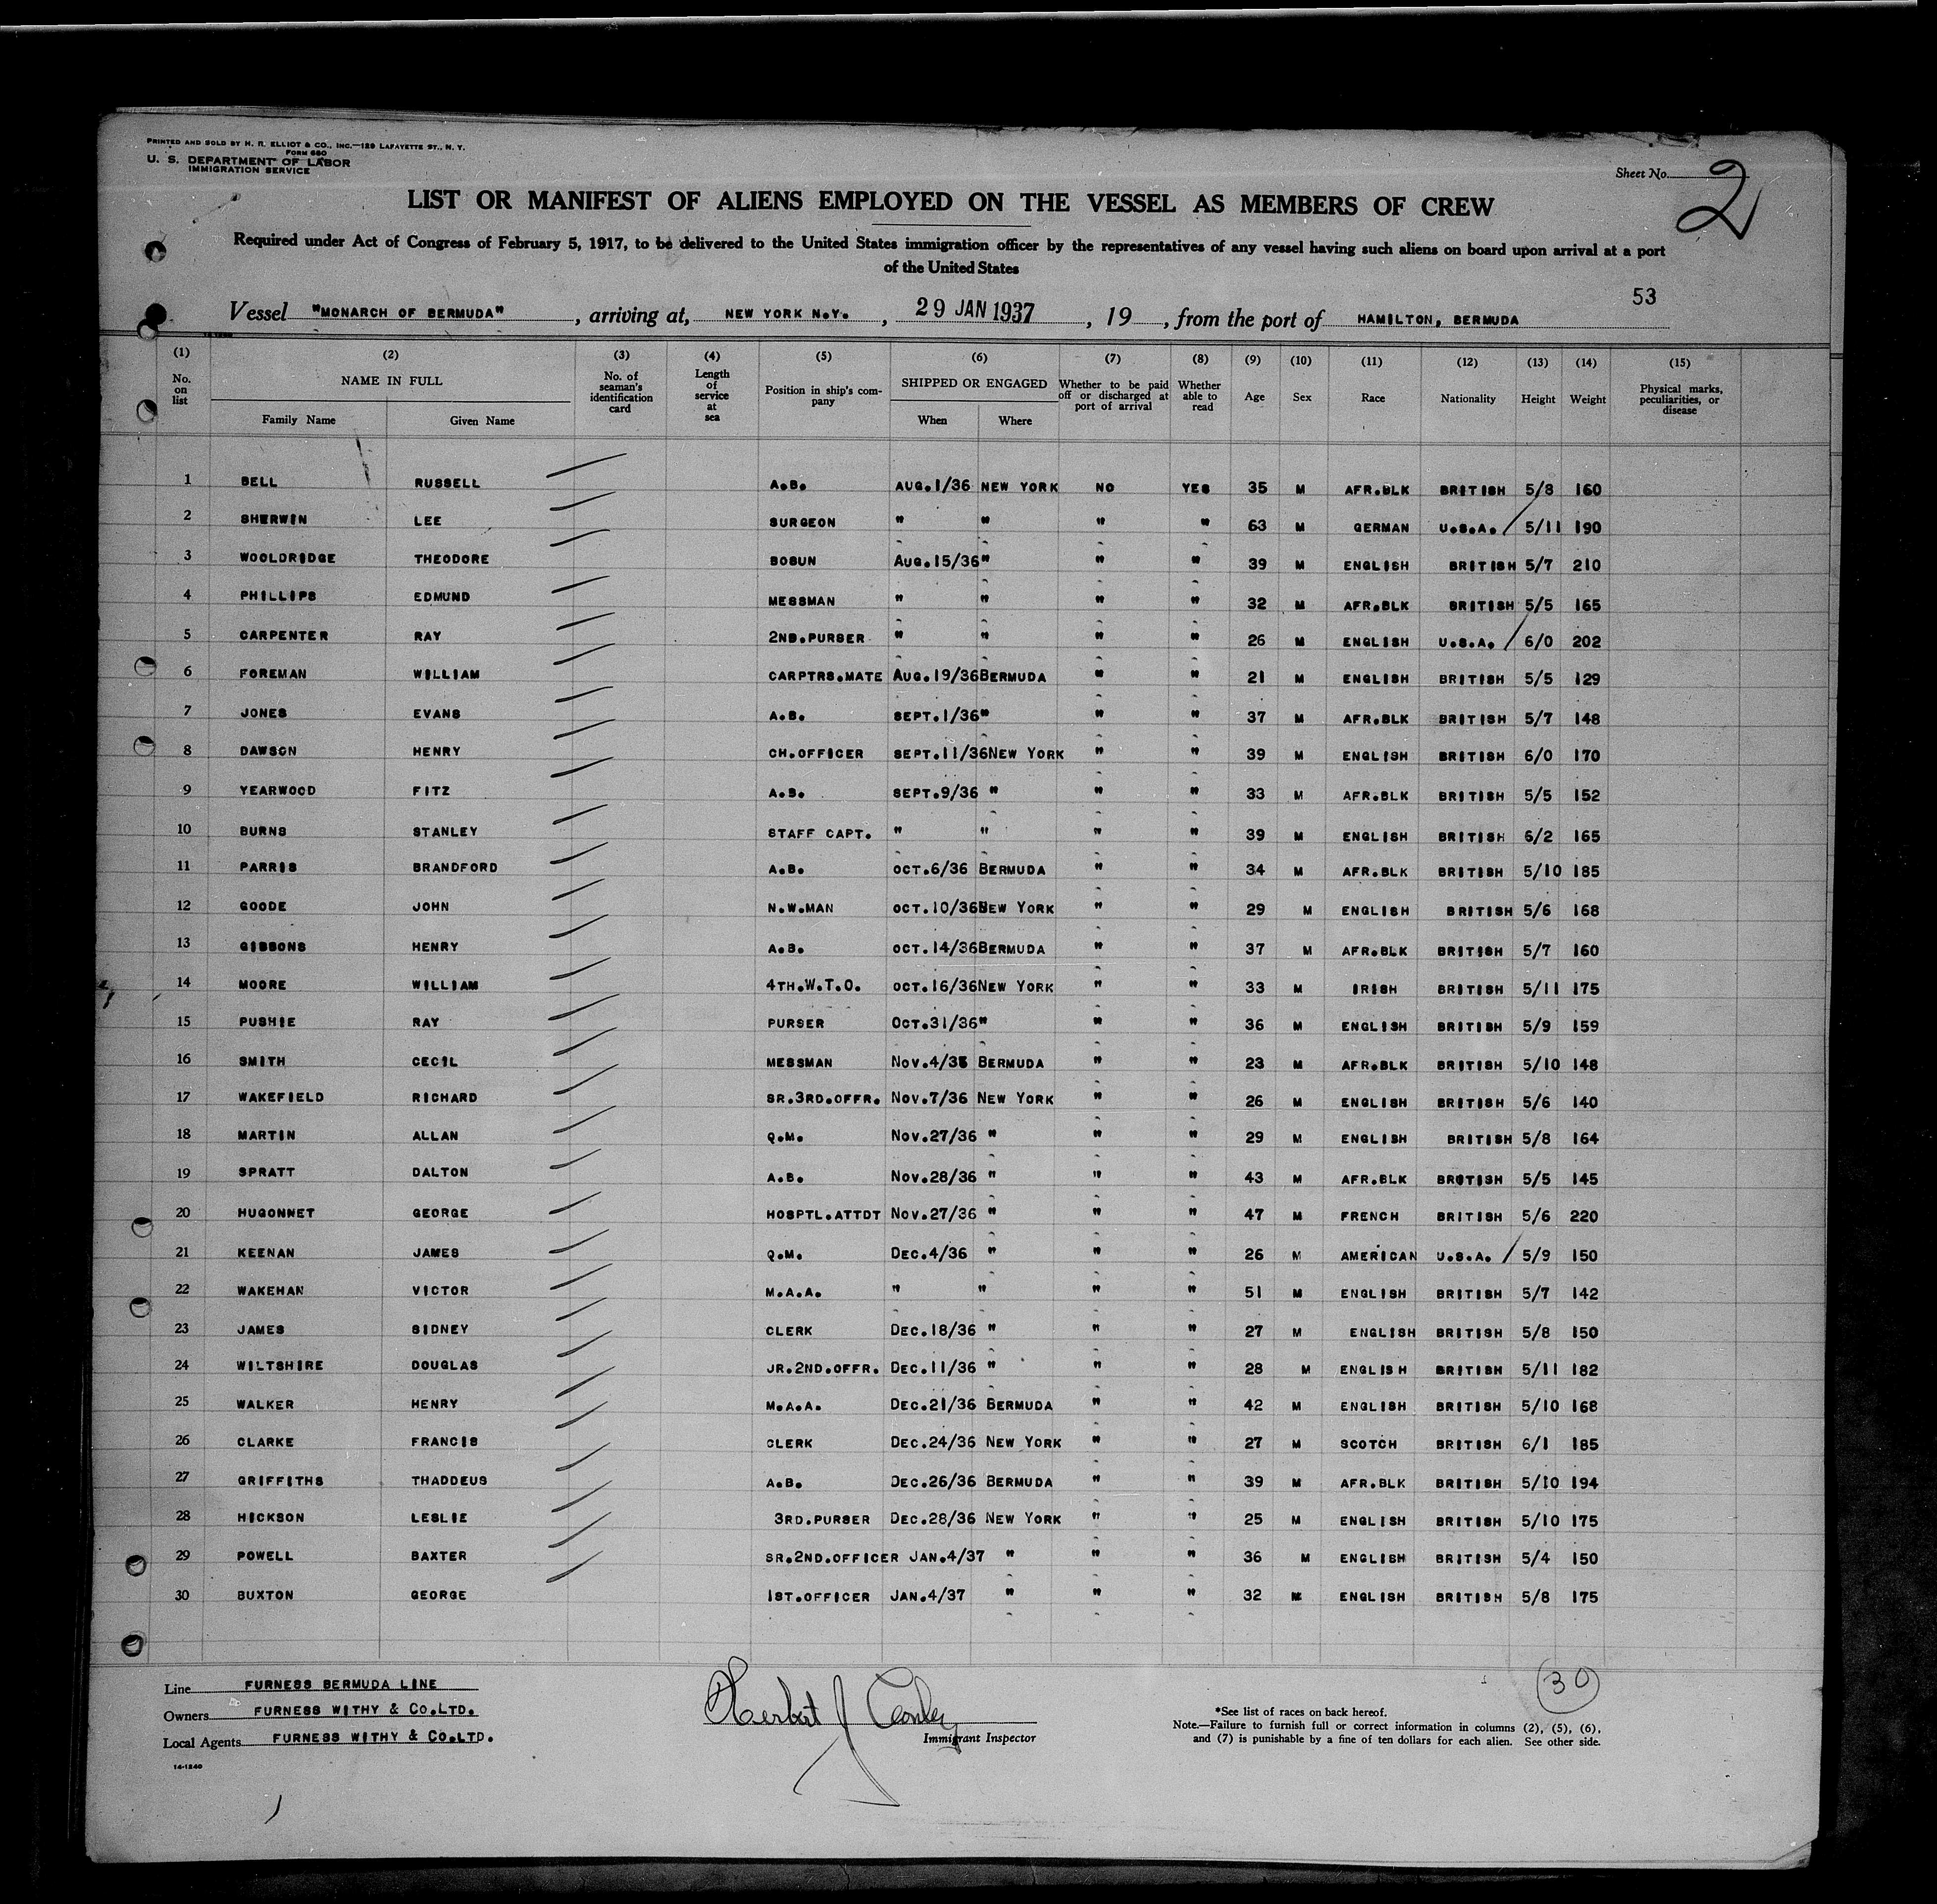 PRINTED AND SOLD BY H. R. ELLIOT & CO., INC.—129 LAFAYETTE ST., N. Y.
FORM 660
U. S. DEPARTMENT OF LABOR
IMMIGRATION SERVICE
Sheet No. 2
LIST OR MANIFEST OF ALIENS EMPLOYED ON THE VESSEL AS MEMBERS OF CREW
Required under Act of Congress of February 5, 1917, to be delivered to the United States immigration officer by the representatives of any vessel having such aliens on board upon arrival at a port
of the United States
53
Vessel "MONARCH OF BERMUDA", arriving at, NEW YORK N.Y., 29 JAN 1937, 19, from the port of HAMILTON, BERMUDA
(1) (2) (3) (4) (5) (6) (7) (8) (9) (10) (11) (12) (13) (14) (15)
No. on list NAME IN FULL Family Name Given Name No. of seaman's identification card Length of service at sea Position in ship's company SHIPPED OR ENGAGED When Where Whether to be paid off or discharged at port of arrival Whether able to read Age Sex Race Nationality Height Weight Physical marks, peculiarities, or disease
1 BELL RUSSELL A.B. AUG.1/36 NEW YORK NO YES 35 M AFR.BLK BRITISH 5/8 160
2 SHERWIN LEE SURGEON " " " " 63 M GERMAN U.S.A. / 5/11 190
3 WOOLDRIDGE THEODORE BOSUN AUG.15/36 " " " 39 M ENGLISH BRITISH 5/7 210
4 PHILLIPS EDMUND MESSMAN " " " " 32 M AFR.BLK BRITISH 5/5 165
5 CARPENTER RAY 2ND.PURSER " " " " 26 M ENGLISH U.S.A. / 6/0 202
6 FOREMAN WILLIAM CARPTRS.MATE AUG.19/36 BERMUDA " " 21 M ENGLISH BRITISH 5/5 129
7 JONES EVANS A.B. SEPT.1/36 " " " 37 M AFR.BLK BRITISH 5/7 148
8 DAWSON HENRY CH.OFFICER SEPT.11/36 NEW YORK " " 39 M ENGLISH BRITISH 6/0 170
9 YEARWOOD FITZ A.B. SEPT.9/36 " " " 33 M AFR.BLK BRITISH 5/5 152
10 BURNS STANLEY STAFF CAPT. " " " " 39 M ENGLISH BRITISH 6/2 165
11 PARRIS BRANDFORD A.B. OCT.6/36 BERMUDA " " 34 M AFR.BLK BRITISH 5/10 185
12 GOODE JOHN N.W.MAN OCT.10/36 NEW YORK " " 29 M ENGLISH BRITISH 5/6 168
13 GIBBONS HENRY A.B. OCT.14/36 BERMUDA " " 37 M AFR.BLK BRITISH 5/7 160
14 MOORE WILLIAM 4TH.W.T.O. OCT.16/36 NEW YORK " " 33 M IRISH BRITISH 5/11 175
15 PUSHIE RAY PURSER OCT.31/36 " " " 36 M ENGLISH BRITISH 5/9 159
16 SMITH CECIL MESSMAN NOV.4/36 BERMUDA " " 23 M AFR.BLK BRITISH 5/10 148
17 WAKEFIELD RICHARD SR.3RD.OFFR. NOV.7/36 NEW YORK " " 26 M ENGLISH BRITISH 5/6 140
18 MARTIN ALLAN Q.M. NOV.27/36 " " " 29 M ENGLISH BRITISH 5/8 164
19 SPRATT DALTON A.B. NOV.28/36 " " " 43 M AFR.BLK BRITISH 5/5 145
20 HUGONNET GEORGE HOSPTL.ATTDT NOV.27/36 " " " 47 M FRENCH BRITISH 5/6 220
21 KEENAN JAMES Q.M. DEC.4/36 " " " 26 M AMERICAN U.S.A. / 5/9 150
22 WAKEHAN VICTOR M.A.A. " " " " 51 M ENGLISH BRITISH 5/7 142
23 JAMES SIDNEY CLERK DEC.18/36 " " " 27 M ENGLISH BRITISH 5/8 150
24 WILTSHIRE DOUGLAS JR.2ND.OFFR. DEC.11/36 " " " 28 M ENGLISH BRITISH 5/11 182
25 WALKER HENRY M.A.A. DEC.21/36 BERMUDA " " 42 M ENGLISH BRITISH 5/10 168
26 CLARKE FRANCIS CLERK DEC.24/36 NEW YORK " " 27 M SCOTCH BRITISH 6/1 185
27 GRIFFITHS THADDEUS A.B. DEC.26/36 BERMUDA " " 39 M AFR.BLK BRITISH 5/10 194
28 HICKSON LESLIE 3RD.PURSER DEC.28/36 NEW YORK " " 25 M ENGLISH BRITISH 5/10 175
29 POWELL BAXTER SR.2ND.OFFICER JAN.4/37 " " " 36 M ENGLISH BRITISH 5/4 150
30 BUXTON GEORGE 1ST.OFFICER JAN.4/37 " " " 32 M ENGLISH BRITISH 5/8 175
30
Line FURNESS BERMUDA LINE
Owners FURNESS WITHY & CO.LTD.
Local Agents FURNESS WITHY & CO.LTD.
14-1240
Herbert J
Immigrant Inspector
*See list of races on back hereof.
Note.—Failure to furnish full or correct information in columns (2), (5), (6),
and (7) is punishable by a fine of ten dollars for each alien. See other side.